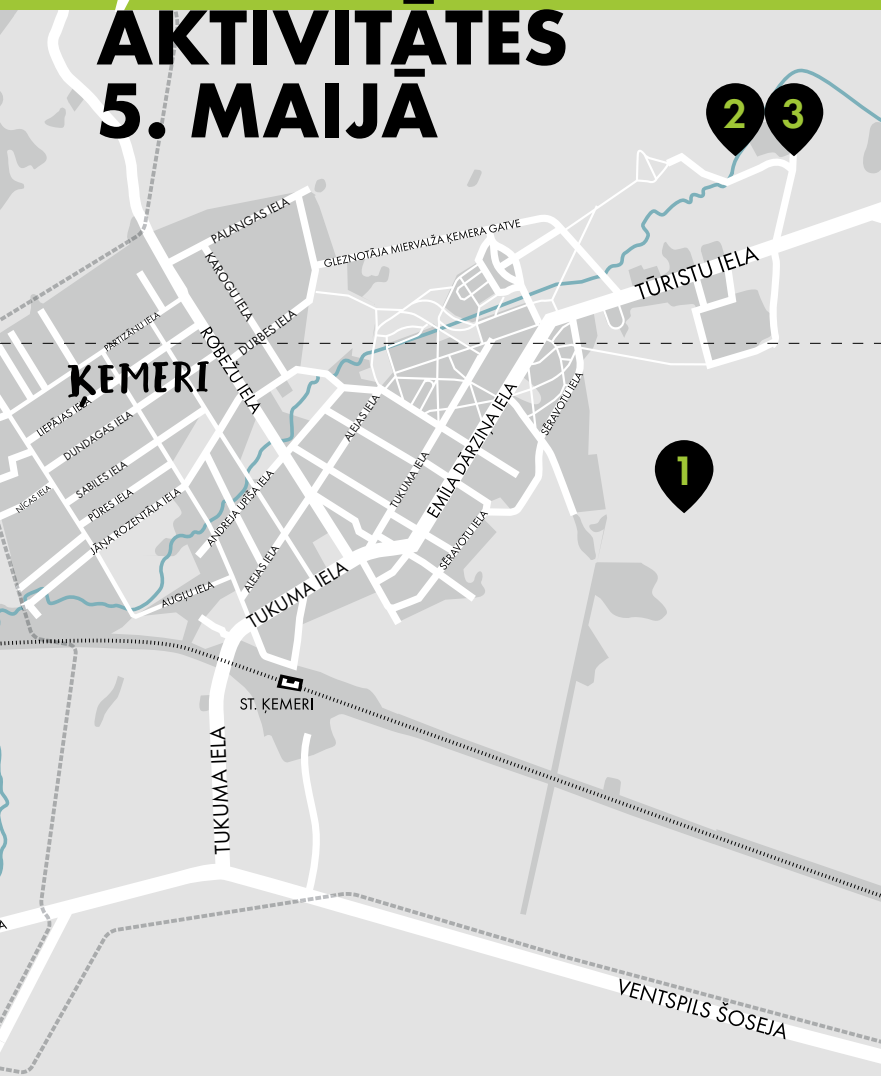 AKTIVITĀTES
5. MAIJĀ
2
3
PALANGAS IELA
GLEZNOTĀJA MIERVALŽA ĶEMERA GATVE
KAROGU IELA
TŪRISTU IELA
DURBES IELA
PARTIZĀNU IELA
ROBEŽU IELA
ĶEMERI
LIEPĀJAS IELA
DUNDAGAS IELA
ALEJAS IELA
SĒRAVOTU IELA
EMĪLA DĀRZIŅA IELA
TUKUMA IELA
1
SABILES IELA
NĪCAS IELA
PŪRES IELA
JĀŅA ROZENTĀLA IELA
ANDREJA UPĪŠA IELA
SĒRAVOTU IELA
ALEJAS IELA
AUGĻU IELA
TUKUMA IELA
ST. ĶEMERI
TUKUMA IELA
A
VENTSPILS ŠOSEJA